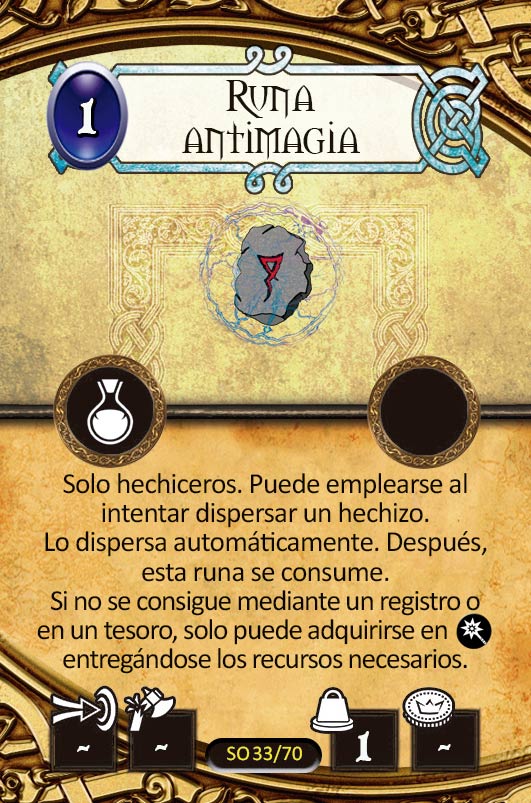 1
Runa
antimagia
Solo hechiceros. Puede emplearse al
intentar dispersar un hechizo.
Lo dispersa automáticamente. Después,
esta runa se consume.
Si no se consigue mediante un registro o
en un tesoro, solo puede adquirirse en
entregándose los recursos necesarios.
~ ~ SO 33/70 1 ~